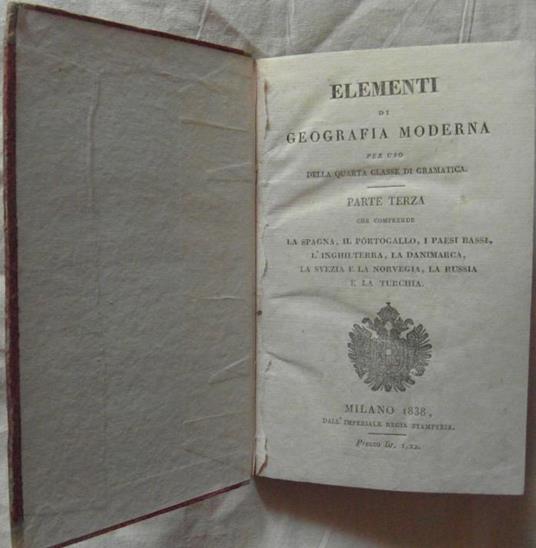 ELEMENTI
DI
GEOGRAFIA MODERNA
PER USO
DELLA QUARTA CLASSE DI GRAMATICA.
PARTE TERZA
CHE COMPRENDE
LA SPAGNA, IL PORTOGALLO, I PAESI BASSI,
L'INGHILTERRA, LA DANIMARCA,
LA SVEZIA E LA NORVEGIA, LA RUSSIA
E LA TURCHIA.
MILANO 1838,
DALL'IMPERIALE REGIA STAMPERIA.
Prezzo